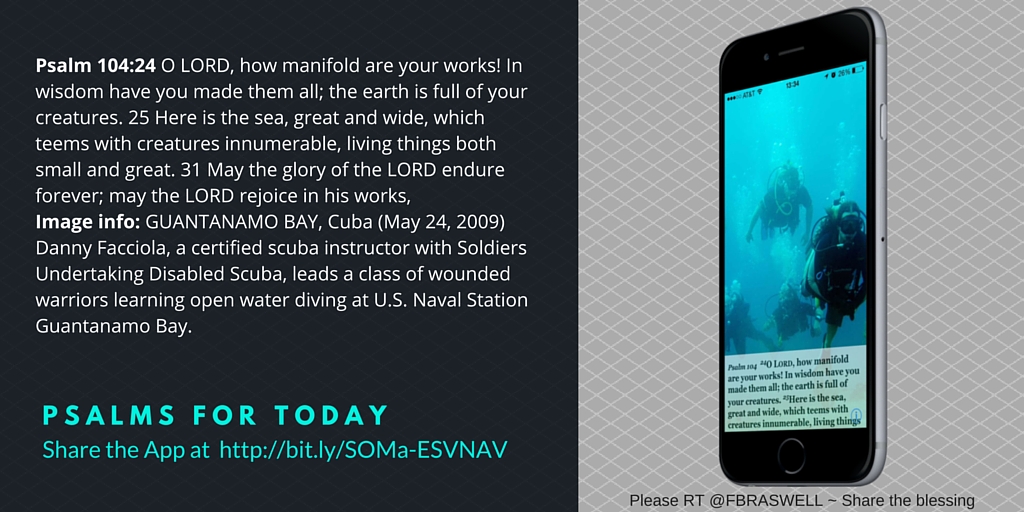 Psalm 104:24 O LORD, how manifold are your works! In
wisdom have you made them all; the earth is full of your
creatures. 25 Here is the sea, great and wide, which
teems with creatures innumerable, living things both
small and great. 31 May the glory of the LORD endure
forever; may the LORD rejoice in his works,
Image info: GUANTANAMO BAY, Cuba (May 24, 2009)
Danny Facciola, a certified scuba instructor with Soldiers
Undertaking Disabled Scuba, leads a class of wounded
warriors learning open water diving at U.S. Naval Station
Guantanamo Bay.
PSALMS FOR TODAY
Share the App at http://bit.ly/SOMa-ESVNAV
AT&T 13:34 26%
Psalm 104 24O LORD, how manifold
are your works! In wisdom have you
made them all; the earth is full of
your creatures. 25Here is the sea,
great and wide, which teems with
creatures innumerable, living things
Please RT @FBRASWELL ~ Share the blessing